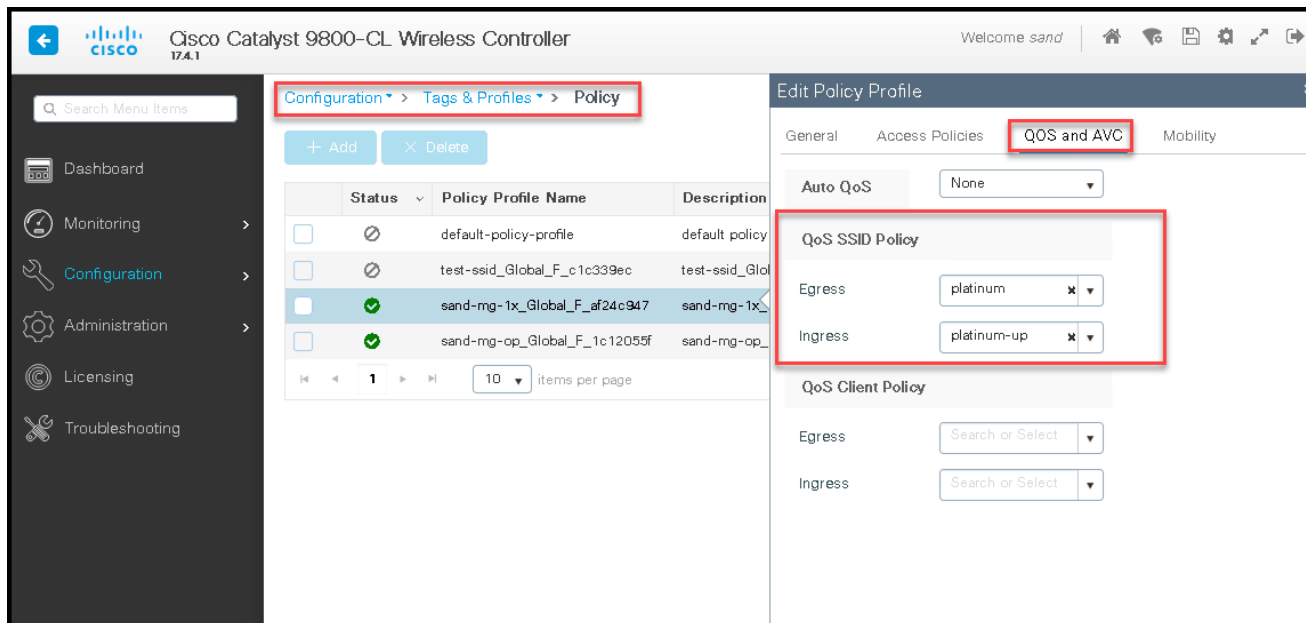 CISCO
Cisco Catalyst 9800-CL Wireless Controller
17.4.1
Welcome sand
Search Menu Items
Dashboard
Monitoring
Configuration
Administration
Licensing
Troubleshooting
Configuration > Tags & Profiles > Policy
+ Add
× Delete
Status Policy Profile Name Description
default-policy-profile default policy
test-ssid_Global_F_c1c339ec test-ssid_Glo
sand-mg-1x_Global_F_af24c947 sand-mg-1x_
sand-mg-op_Global_F_1c12055f sand-mg-op_
1 10 items per page
Edit Policy Profile
General Access Policies QOS and AVC Mobility
Auto QoS None
QoS SSID Policy
Egress platinum
Ingress platinum-up
QoS Client Policy
Egress Search or Select
Ingress Search or Select